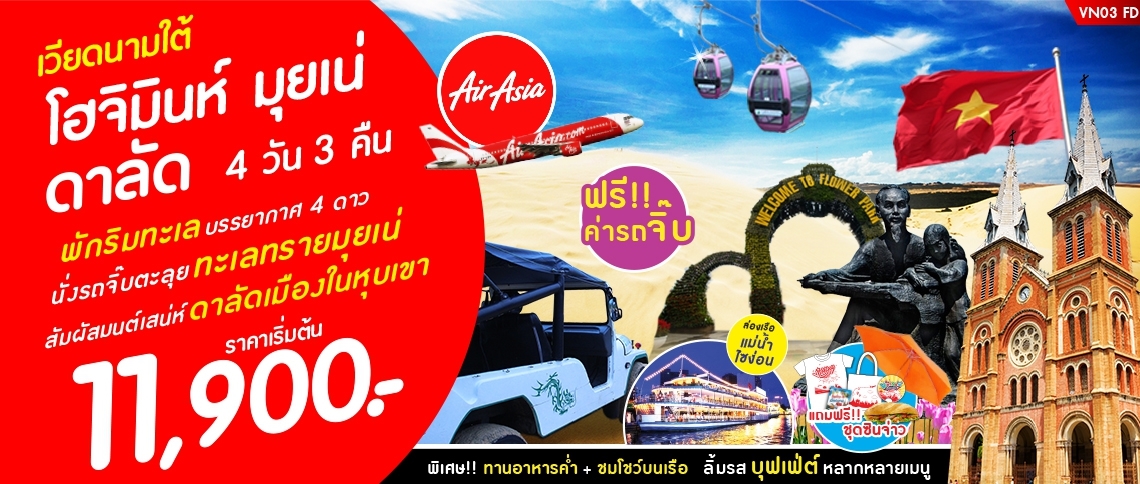 เวียดนามใต้
โฮจิมินห์ มุยเน่
ดาลัด 4 วัน 3 คืน
พักริมทะเล บรรยากาศ 4 ดาว
นั่งรถจิ๊บตะลุย ทะเลทรายมุยเน่
สัมผัสมนต์เสน่ห์ ดาลัดเมืองในหุบเขา
ราคาเริ่มต้น
11,900.-
AirAsia
AirAsia.com
VN03 FD
ฟรี!!
ค่ารถจิ๊บ
WELCOME TO FLOWER PARK
ล่องเรือ
แม่น้ำ
ไซ่ง่อน
แถมฟรี!!
ชุดซินจ่าว
พิเศษ!! ทานอาหารค่ำ + ชมโชว์บนเรือ ลิ้มรส บุฟเฟ่ต์ หลากหลายเมนู